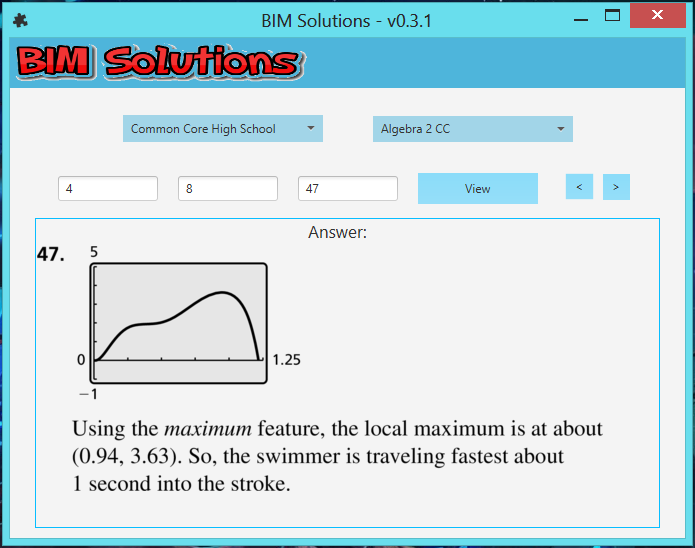 BIM Solutions - v0.3.1
BIM Solutions
Common Core High School
Algebra 2 CC
4
8
47
View
<
>
Answer:
47.
5
0
1.25
−1
Using the maximum feature, the local maximum is at about
(0.94, 3.63). So, the swimmer is traveling fastest about
1 second into the stroke.